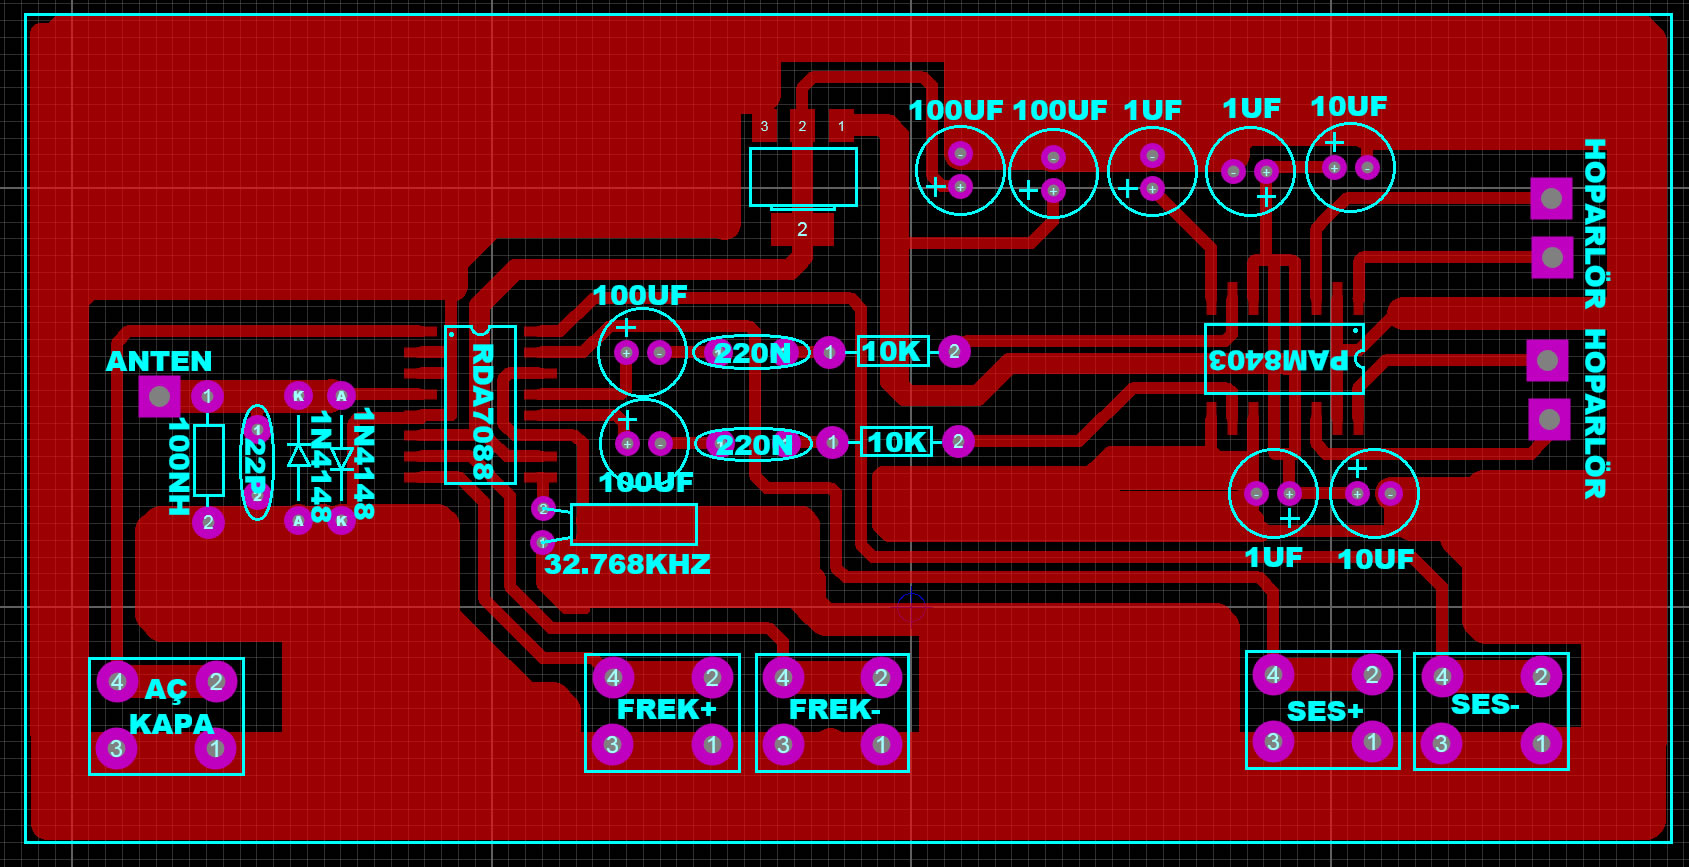 100UF
100UF
1UF
1UF
10UF
3
2
1
-
-
-
-
+
+
-
+
+
+
2
HOPARLÖR
100UF
+
-
220N
1
10K
2
PAM8403
HOPARLÖR
ANTEN
1
K
A
100NH
1
22P
2
1N4148
1N4148
RDA7088
2
A
K
+
-
220N
1
10K
2
100UF
2
1
32.768KHZ
+
-
+
-
1UF
10UF
4
2
AÇ
KAPA
3
1
4
2
FREK+
3
1
4
2
FREK-
3
1
4
2
SES+
3
1
4
2
SES-
3
1